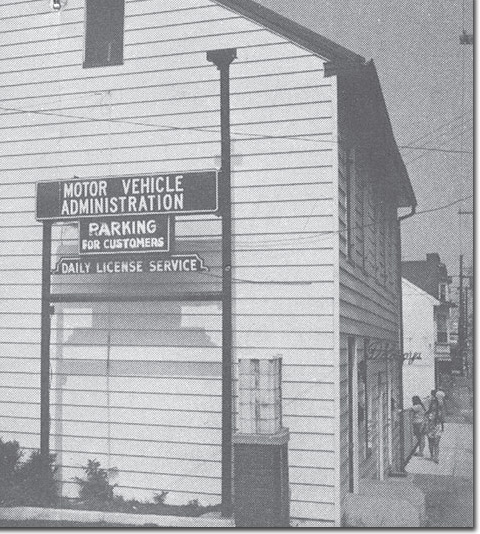 MOTOR VEHICLE
ADMINISTRATION
PARKING
FOR CUSTOMERS
DAILY LICENSE SERVICE